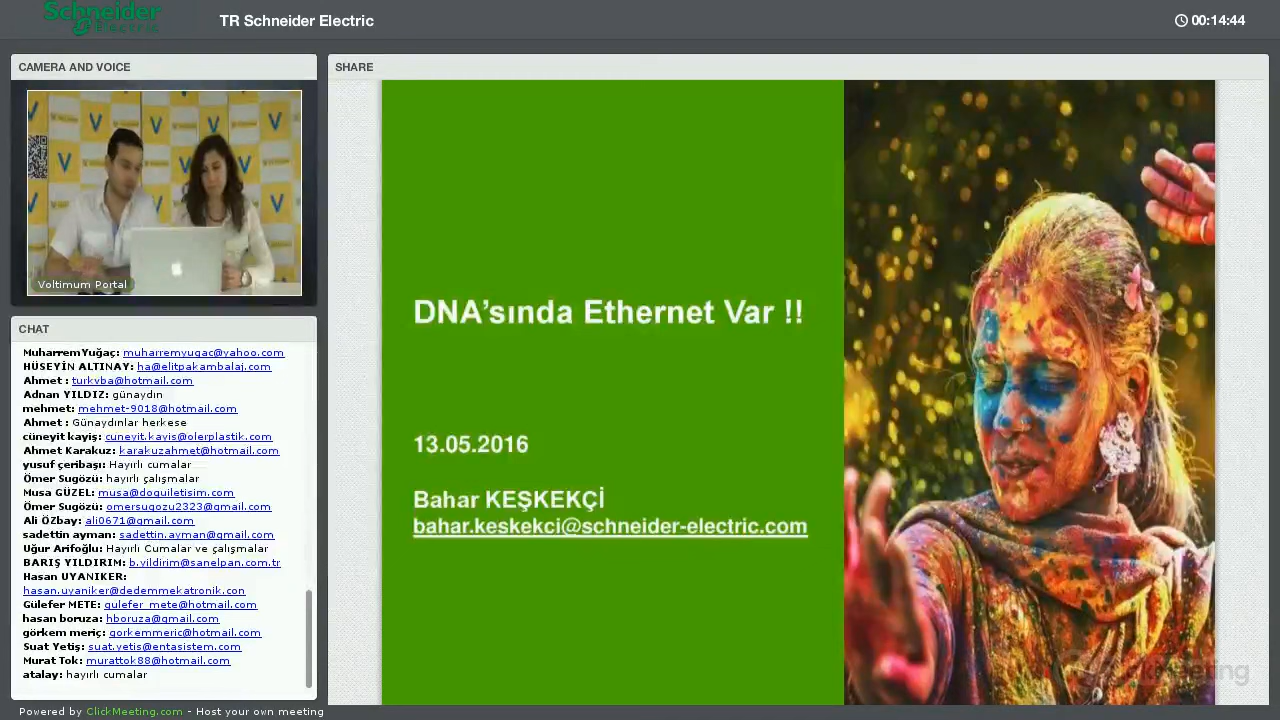 Schneider
Electric
TR Schneider Electric
00:14:44
CAMERA AND VOICE
Voltimum Portal
CHAT
MuharremYuğaç: muharremyugac@yahoo.com
HÜSEYİN ALTINAY: ha@elitpakambalaj.com
Ahmet : turkyba@hotmail.com
Adnan YILDIZ: günaydın
mehmet: mehmet-9018@hotmail.com
Ahmet : Günaydınlar herkese
cüneyit kayiş: cuneyit.kayis@olerplastik.com
Ahmet Karakuz: karakuzahmet@hotmail.com
yusuf çeribaşı: Hayırlı cumalar
Ömer Sugözü: hayırlı çalışmalar
Musa GÜZEL: musa@doguiletisim.com
Ömer Sugözü: omersugozu2323@gmail.com
Ali ÖZbay: ali0671@gmail.com
sadettin ayman: sadettin.ayman@gmail.com
Uğur Arifoğlu: Hayırlı Cumalar ve çalışmalar
BARIŞ YILDIRIM: b.yildirim@sanelpan.com.tr
Hasan UYANIKER:
hasan.uyaniker@dedemmekatronik.con
Gülefer METE: gulefer_mete@hotmail.com
hasan boruza: hboruza@gmail.com
görkem meriç: gorkemmeric@hotmail.com
Suat Yetiş: suat.yetis@entasistem.com
Murat Tok: murattok88@hotmail.com
atalay: hayırlı cumalar
Powered by ClickMeeting.com - Host your own meeting
SHARE
DNA'sında Ethernet Var !!
13.05.2016
Bahar KEŞKEKÇİ
bahar.keskekci@schneider-electric.com